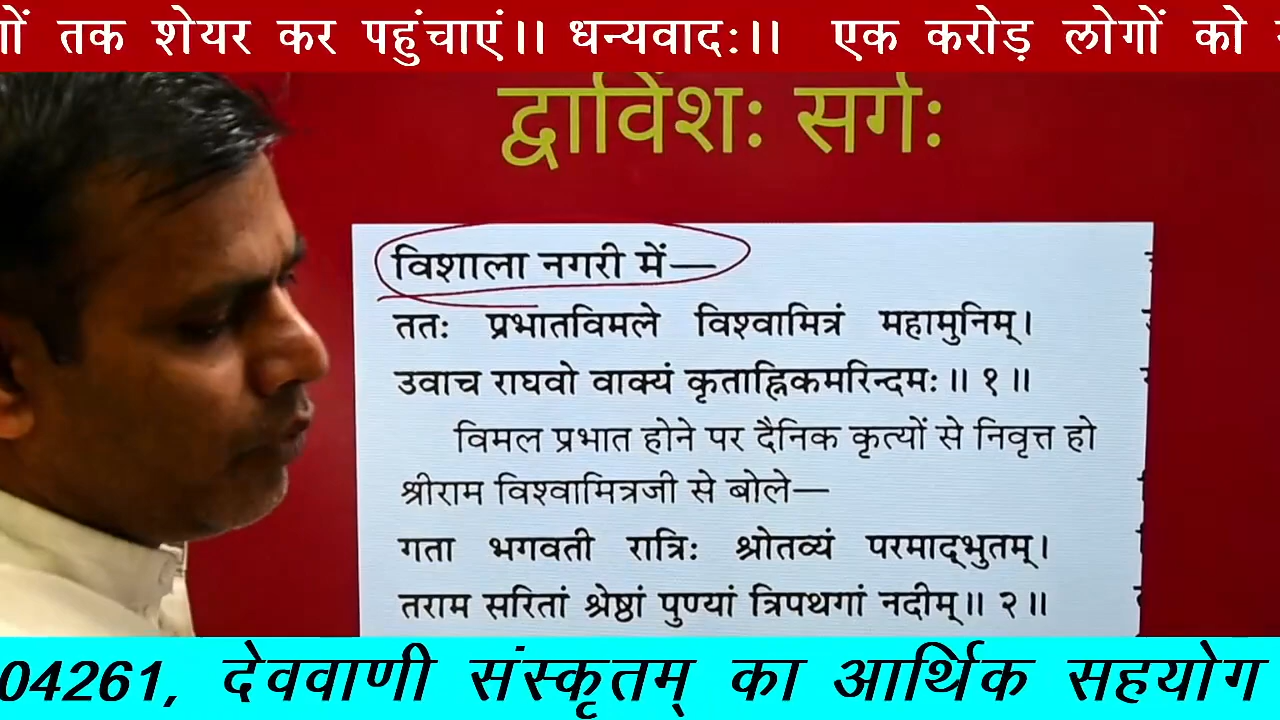 तक शेयर कर पहुंचाएं।। धन्यवादः।। एक करोड़ लोगों को
द्वाविंशः सर्गः
विशाला नगरी में—
ततः प्रभातविमले विश्वामित्रं महामुनिम्।
उवाच राघवो वाक्यं कृताह्निकमरिन्दमः॥ १॥
विमल प्रभात होने पर दैनिक कृत्यों से निवृत्त हो
श्रीराम विश्वामित्रजी से बोले—
गता भगवती रात्रिः श्रोतव्यं परमाद्भुतम्।
तराम सरितां श्रेष्ठां पुण्यां त्रिपथगां नदीम्॥ २॥
04261, देववाणी संस्कृतम् का आर्थिक सहयोग